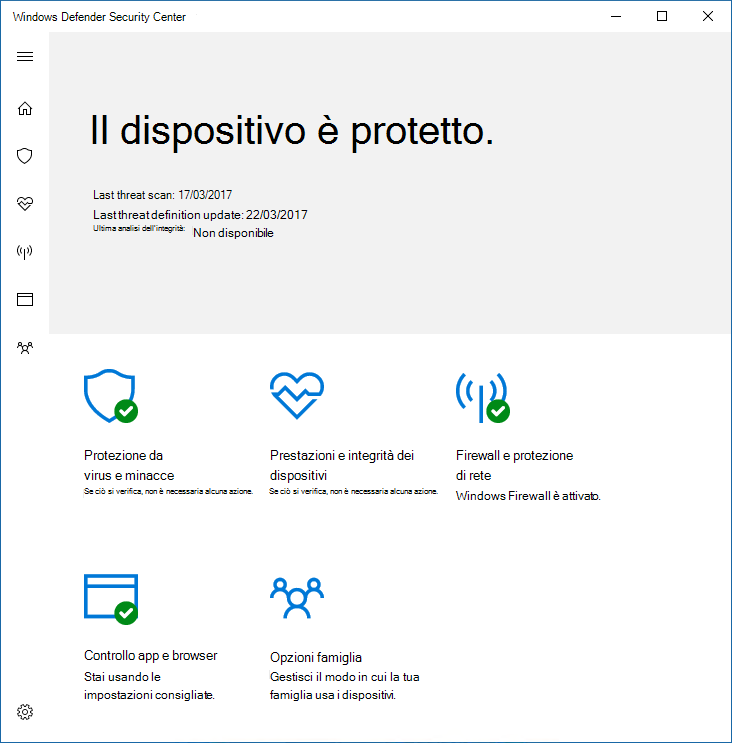 Windows Defender Security Center
Il dispositivo è protetto.
Last threat scan: 17/03/2017
Last threat definition update: 22/03/2017
Ultima analisi dell'integrità: Non disponibile
Protezione da
virus e minacce
Se ciò si verifica, non è necessaria alcuna azione.
Prestazioni e integrità dei
dispositivi
Se ciò si verifica, non è necessaria alcuna azione.
Firewall e protezione
di rete
Windows Firewall è attivato.
Controllo app e browser
Stai usando le
impostazioni consigliate.
Opzioni famiglia
Gestisci il modo in cui la tua
famiglia usa i dispositivi.